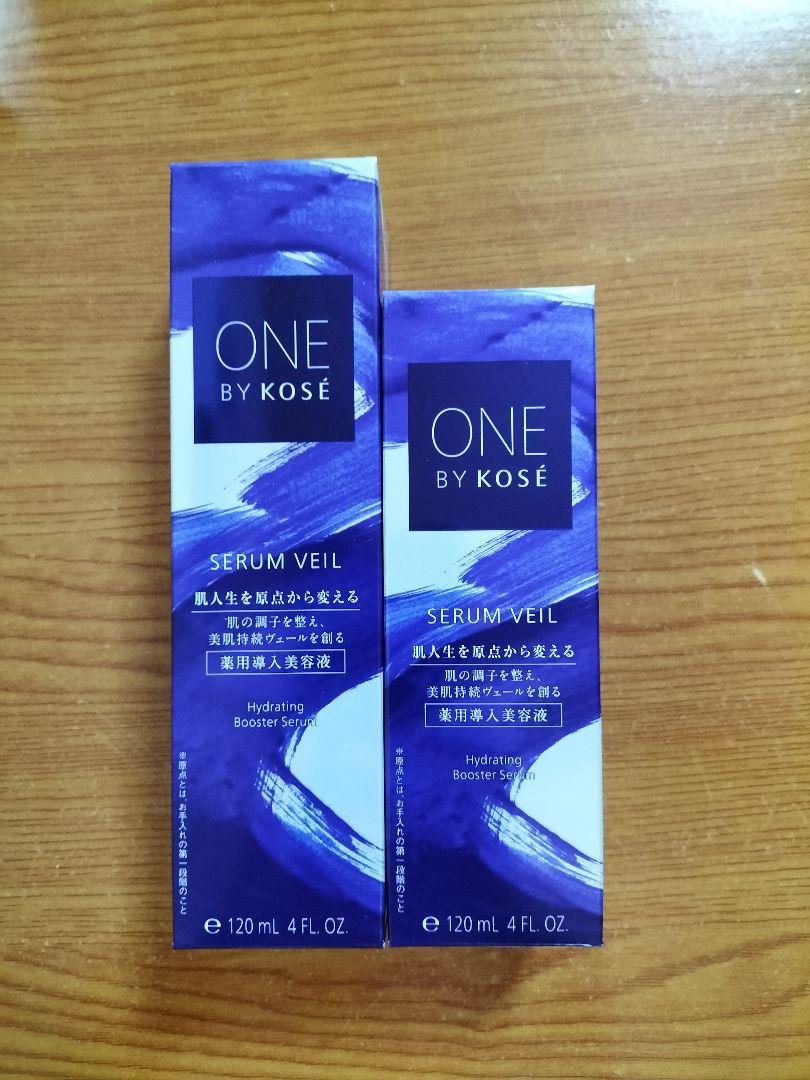 ONE
BY KOSÉ
SERUM VEIL
肌人生を原点から変える
肌の調子を整え、
美肌持続ヴェールを創る
薬用導入美容液
Hydrating
Booster Serum
※原点とは、お手入れの第一段階のこと
e 120 mL 4 FL. OZ.
ONE
BY KOSÉ
SERUM VEIL
肌人生を原点から変える
肌の調子を整え、
美肌持続ヴェールを創る
薬用導入美容液
Hydrating
Booster Serum
※原点とは、お手入れの第一段階のこと
e 120 mL 4 FL. OZ.